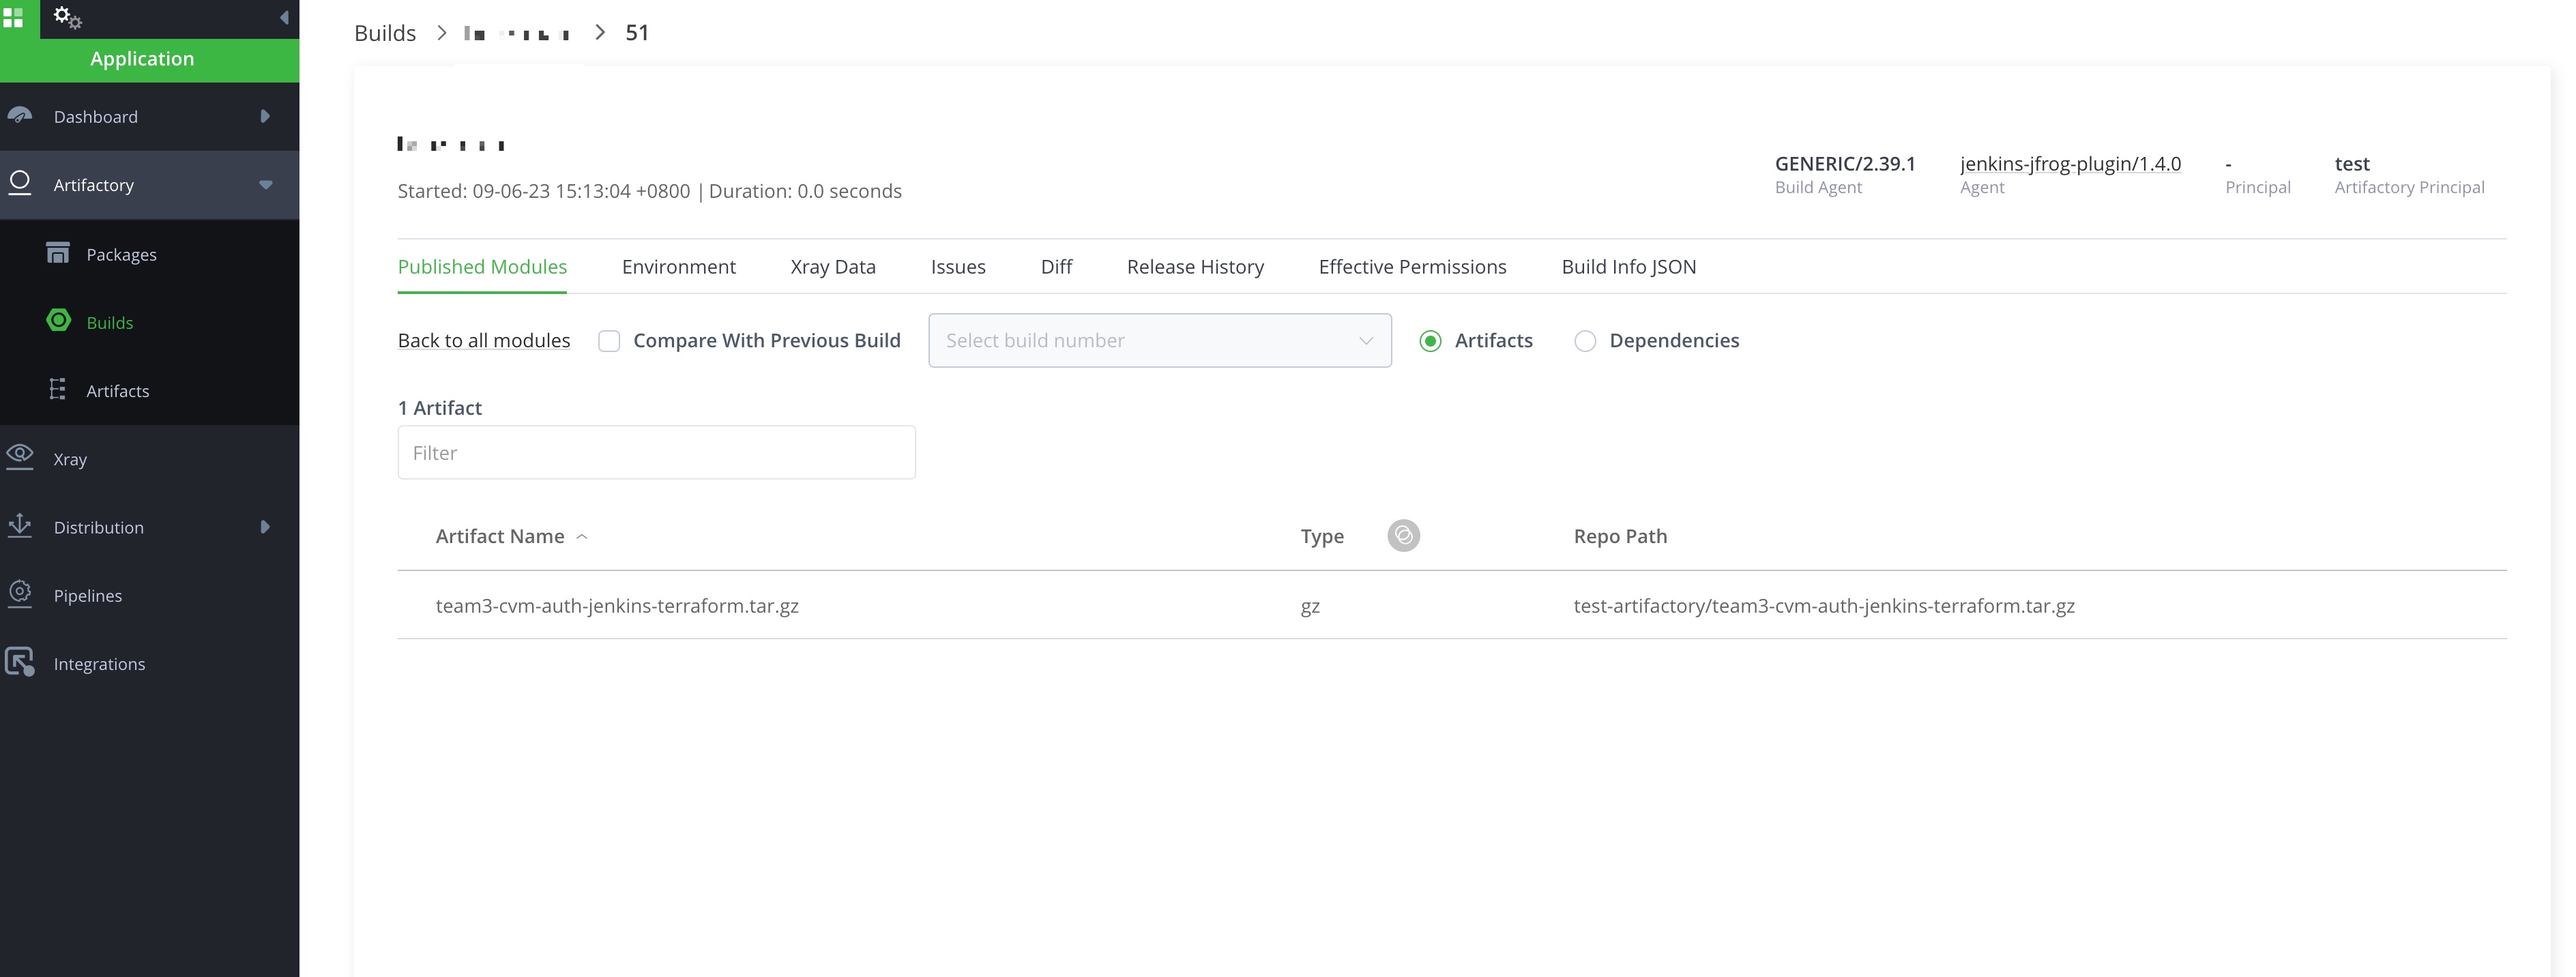 Application
Dashboard
Artifactory
Packages
Builds
Artifacts
Xray
Distribution
Pipelines
Integrations
Builds > > 51
Started: 09-06-23 15:13:04 +0800 | Duration: 0.0 seconds
GENERIC/2.39.1
Build Agent
jenkins-jfrog-plugin/1.4.0
Agent
-
Principal
test
Artifactory Principal
Published Modules Environment Xray Data Issues Diff Release History Effective Permissions Build Info JSON
Back to all modules Compare With Previous Build Select build number Artifacts Dependencies
1 Artifact
Filter
Artifact Name Type Repo Path
team3-cvm-auth-jenkins-terraform.tar.gz gz test-artifactory/team3-cvm-auth-jenkins-terraform.tar.gz